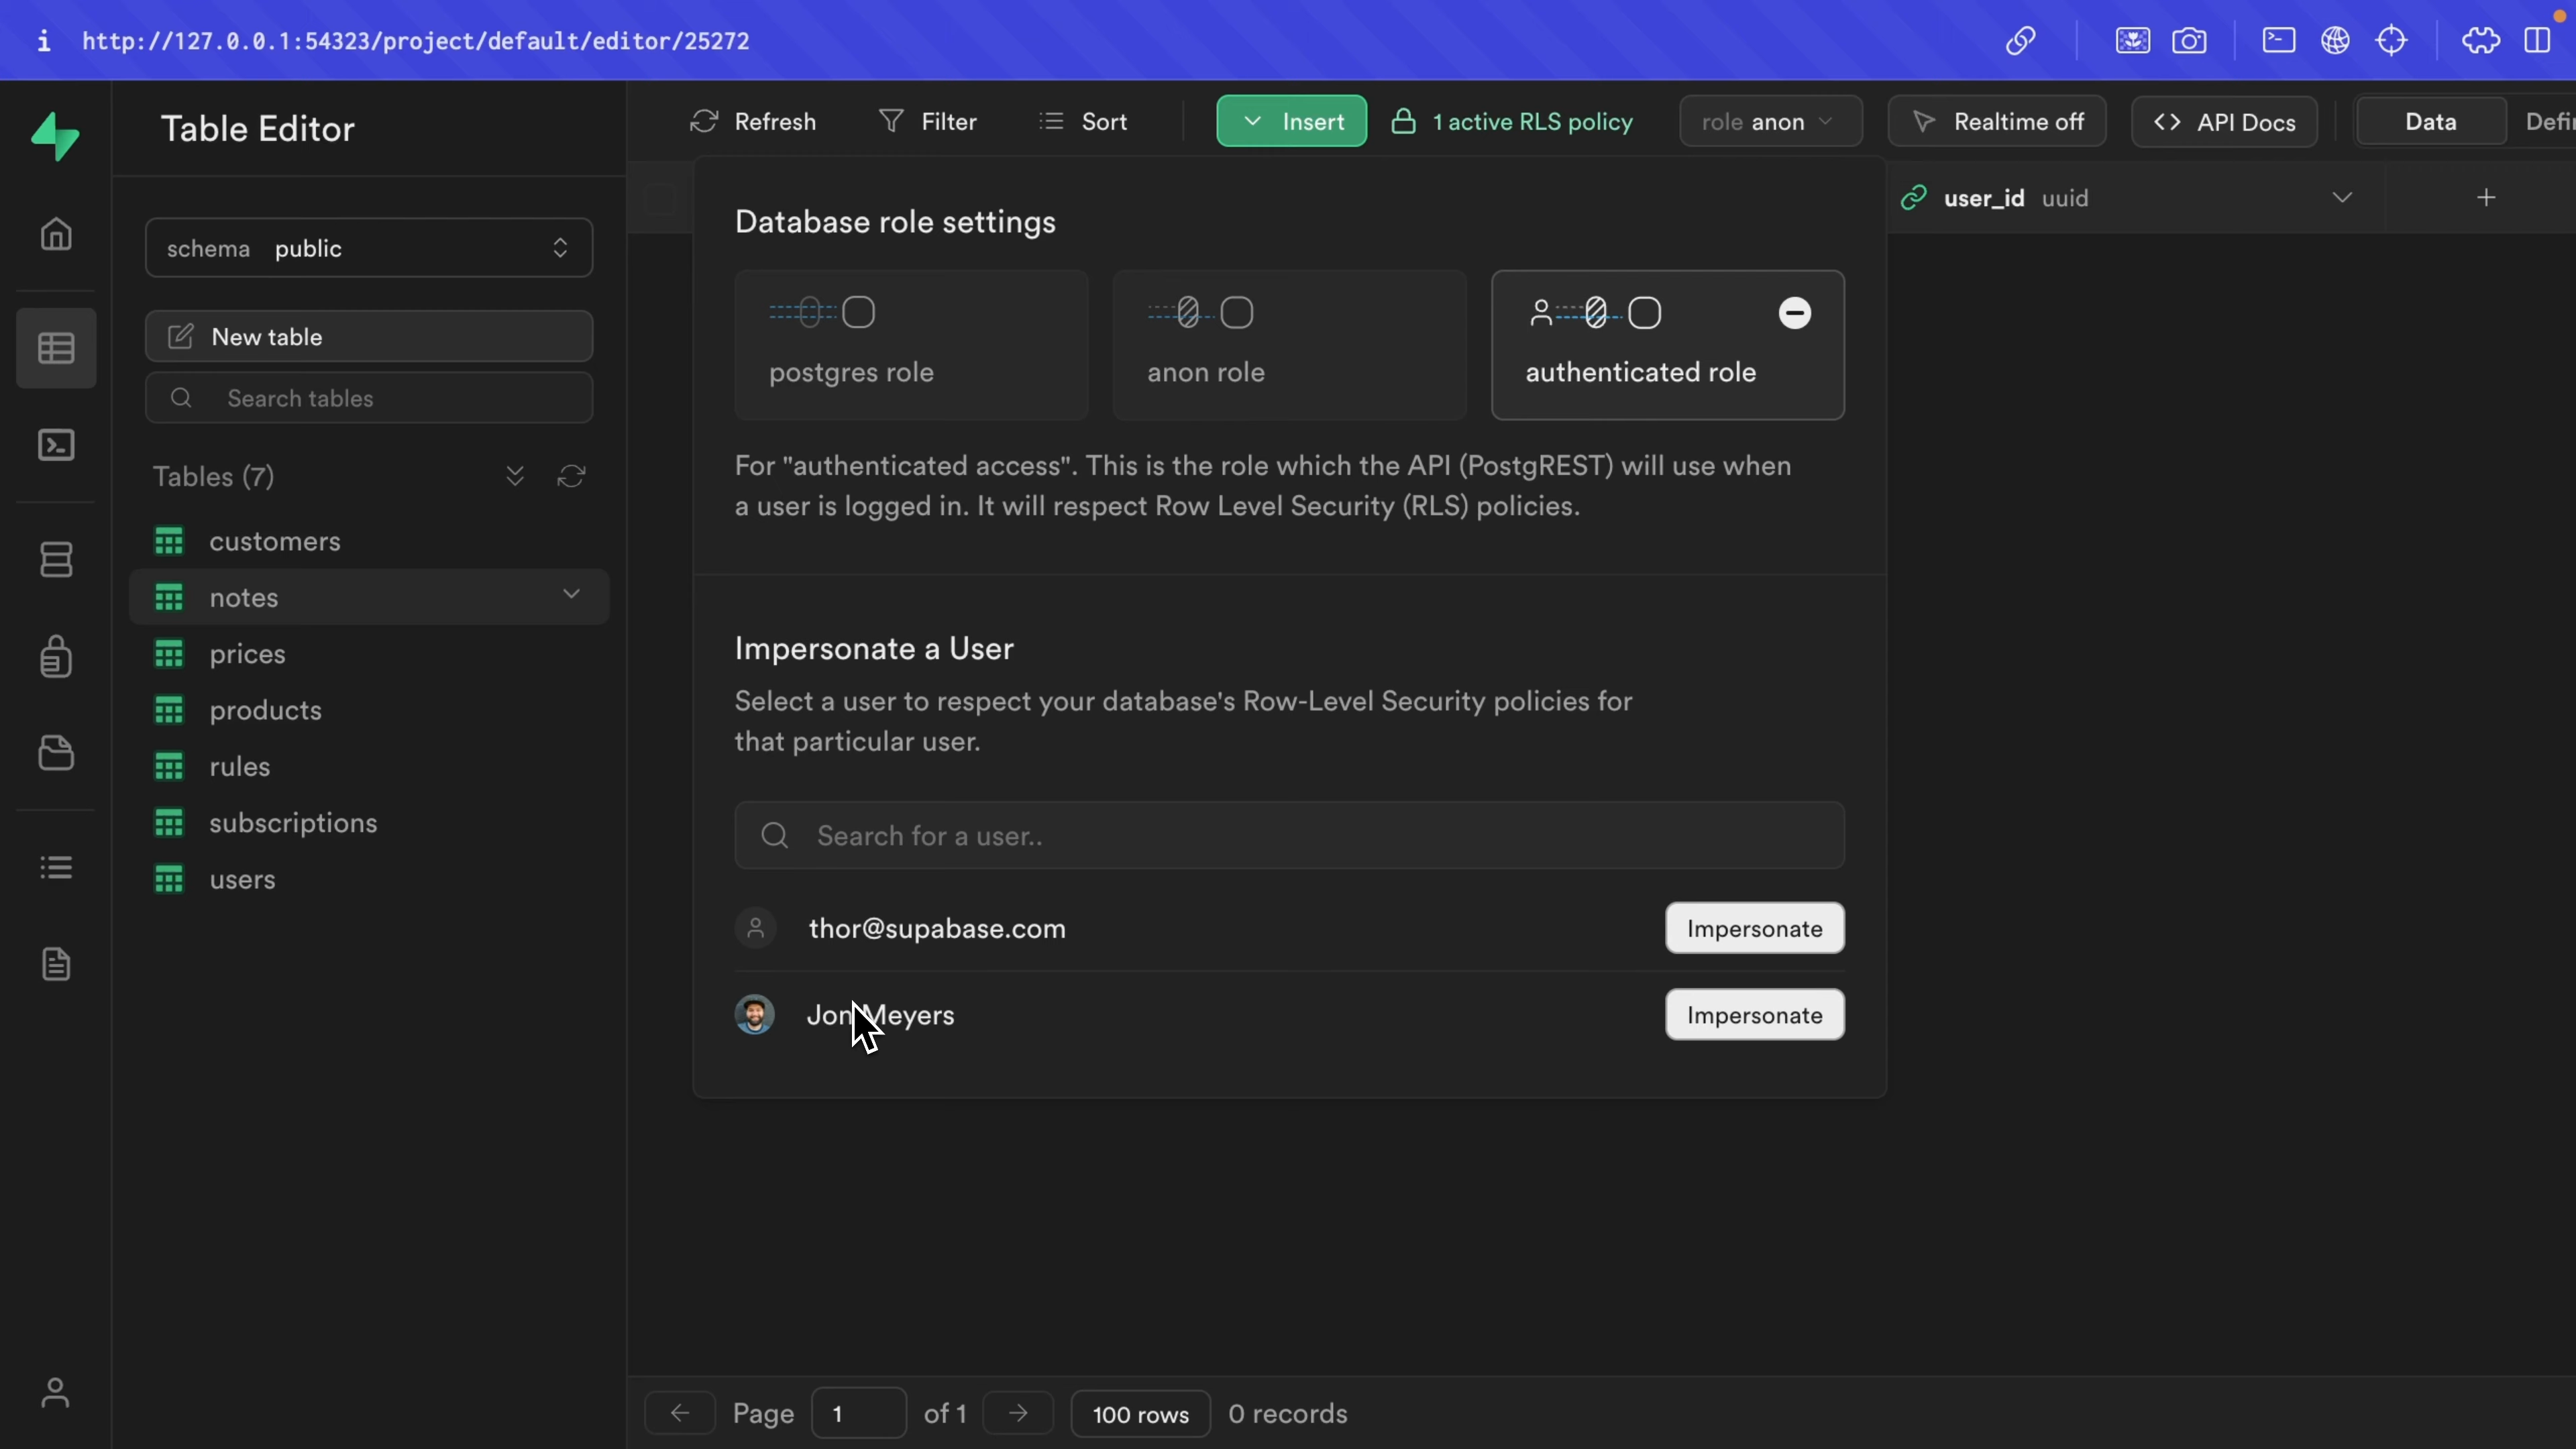 http://127.0.0.1:54323/project/default/editor/25272
Table Editor
Refresh
Filter
Sort
Insert
1 active RLS policy
role anon
Realtime off
API Docs
Data
schema public
New table
Search tables
Tables (7)
customers
notes
prices
products
rules
subscriptions
users
user_id uuid
Database role settings
postgres role
anon role
authenticated role
For "authenticated access". This is the role which the API (PostgREST) will use when
a user is logged in. It will respect Row Level Security (RLS) policies.
Impersonate a User
Select a user to respect your database's Row-Level Security policies for
that particular user.
Search for a user..
thor@supabase.com
Impersonate
Jon Meyers
Impersonate
Page 1 of 1
100 rows
0 records